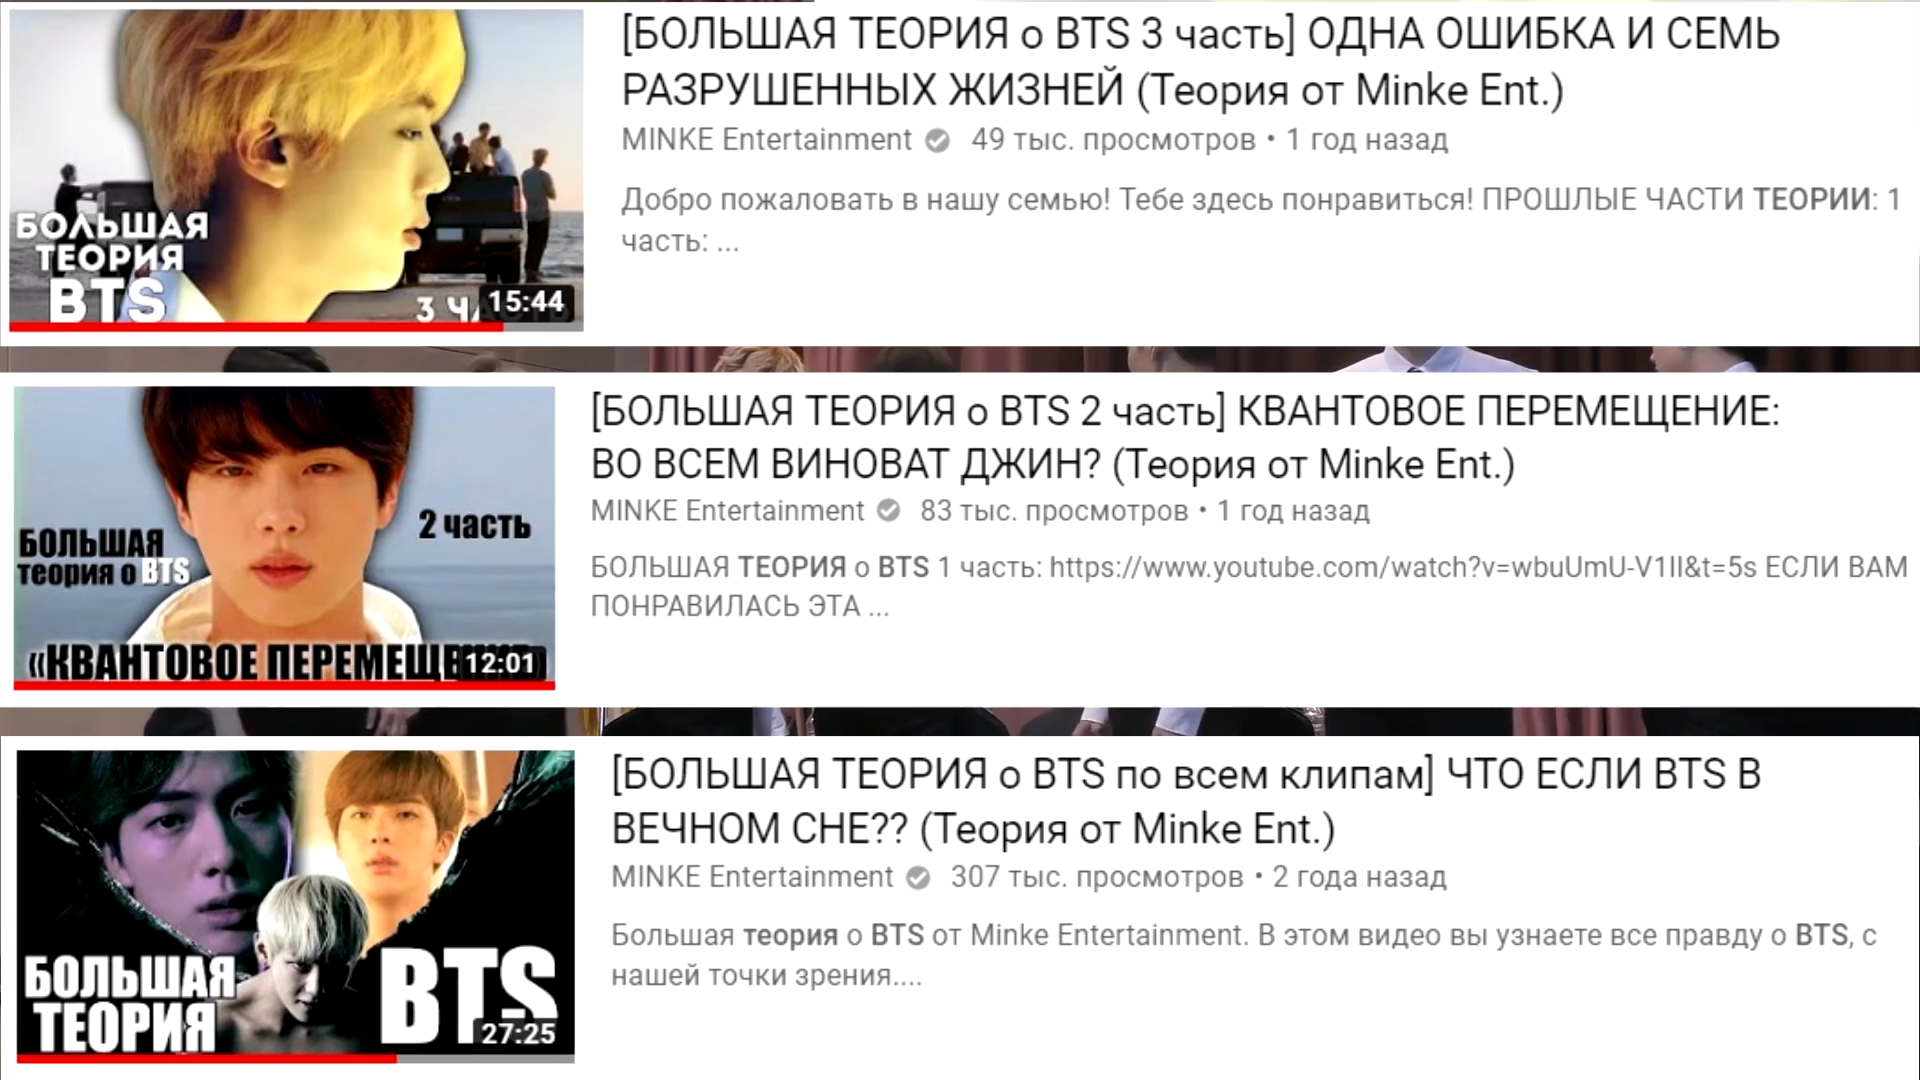 БОЛЬШАЯ
ТЕОРИЯ
BTS
3 Ч
15:44
[БОЛЬШАЯ ТЕОРИЯ о BTS 3 часть] ОДНА ОШИБКА И СЕМЬ
РАЗРУШЕННЫХ ЖИЗНЕЙ (Теория от Minke Ent.)
MINKE Entertainment 49 тыс. просмотров • 1 год назад
Добро пожаловать в нашу семью! Тебе здесь понравиться! ПРОШЛЫЕ ЧАСТИ ТЕОРИИ: 1
часть: ...
БОЛЬШАЯ
теория о BTS
2 часть
«КВАНТОВОЕ ПЕРЕМЕЩЕ
12:01
[БОЛЬШАЯ ТЕОРИЯ о BTS 2 часть] КВАНТОВОЕ ПЕРЕМЕЩЕНИЕ:
ВО ВСЕМ ВИНОВАТ ДЖИН? (Теория от Minke Ent.)
MINKE Entertainment 83 тыс. просмотров • 1 год назад
БОЛЬШАЯ ТЕОРИЯ о BTS 1 часть: https://www.youtube.com/watch?v=wbuUmU-V1II&t=5s ЕСЛИ ВАМ
ПОНРАВИЛАСЬ ЭТА ...
БОЛЬШАЯ
ТЕОРИЯ
BTS
27:25
[БОЛЬШАЯ ТЕОРИЯ о BTS по всем клипам] ЧТО ЕСЛИ BTS В
ВЕЧНОМ СНЕ?? (Теория от Minke Ent.)
MINKE Entertainment 307 тыс. просмотров • 2 года назад
Большая теория о BTS от Minke Entertainment. В этом видео вы узнаете все правду о BTS, с
нашей точки зрения....